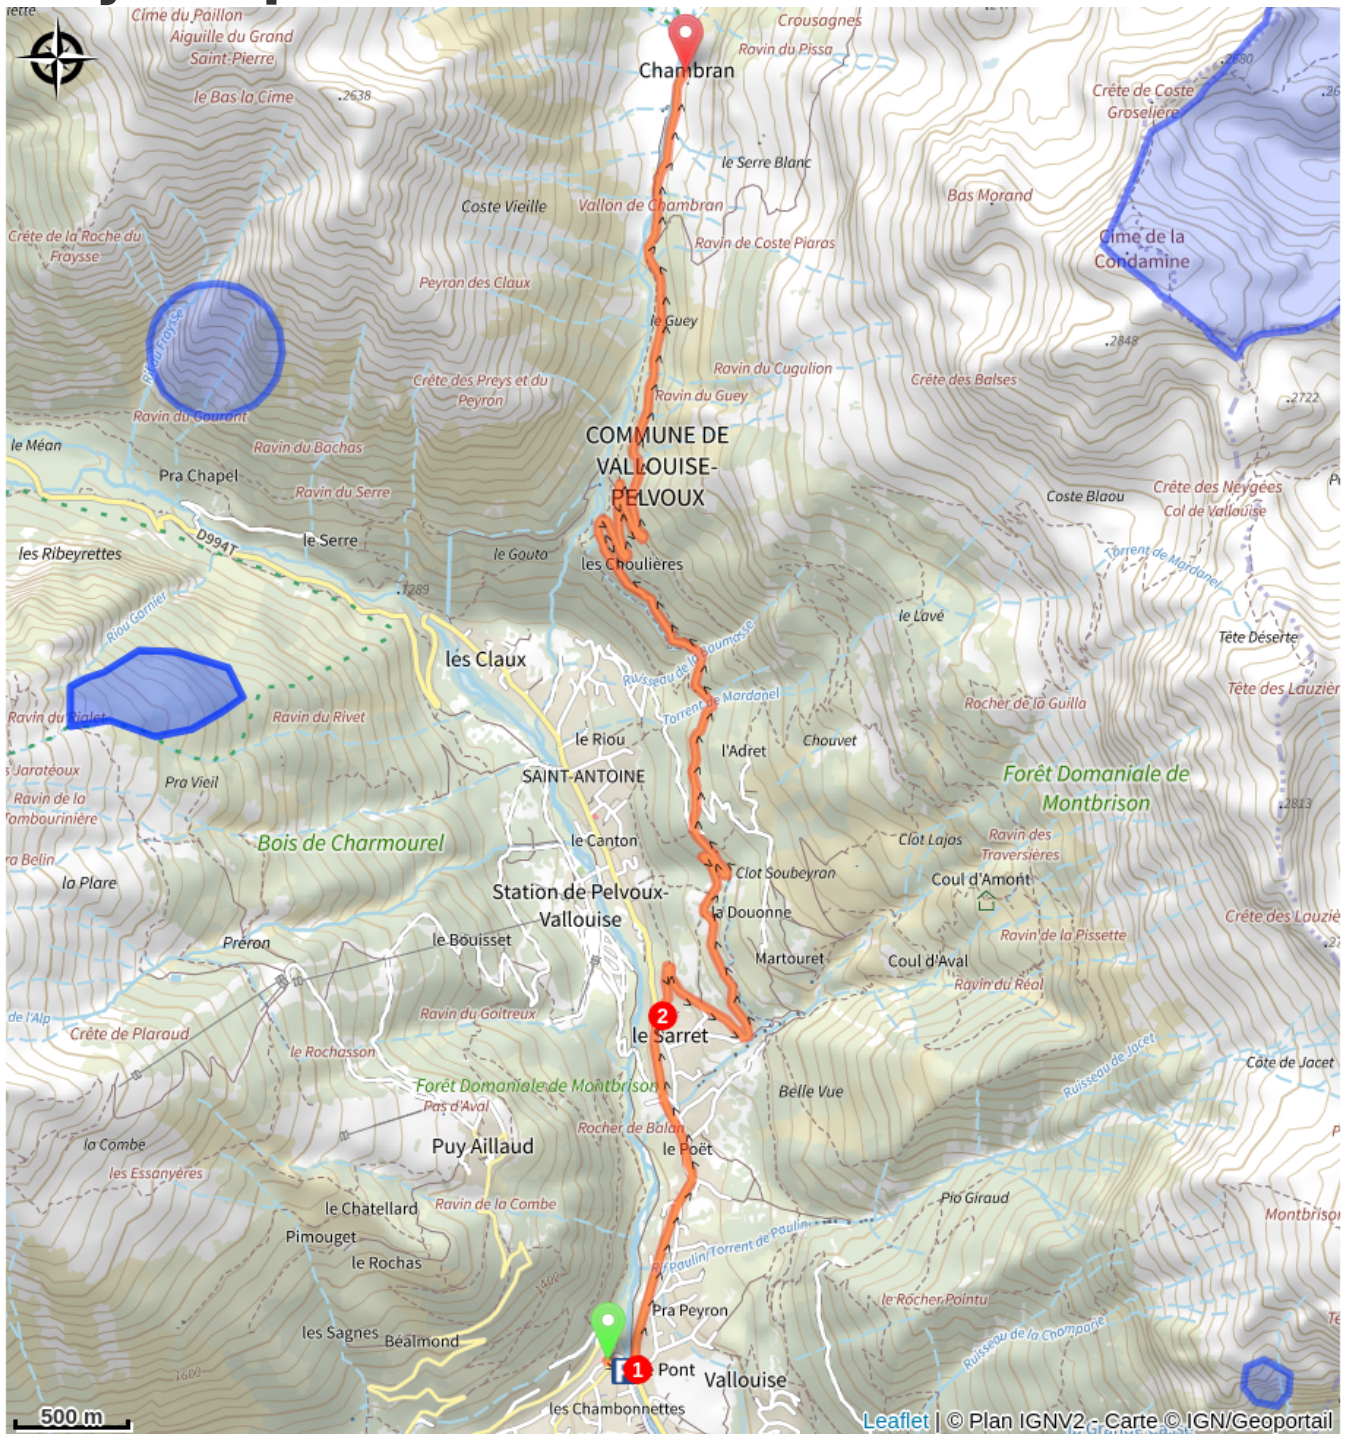 Cime du Paillon
Crousagnes
Aiguille du Grand
Saint-Pierre
Ravin du Pissa
Chambran
le Bas la Cime
.2638
2880
Crête de Coste
Groselière
le Serre Blanc
Bas Morand
Coste Vieille
Vallon de Chambran
Crête de la Roche du
Fraysse
Ravin de Coste Piaras
Cime de la
Condamine
Peyron des Claux
le Guey
Rif du Fraysse
.2848
Ravin du Cugulion
Crête des Preys et du
Peyron
Crête des Balses
Ravin du Guey
.2722
Ravin du Gourant
COMMUNE DE
VALLOUISE-
PELVOUX
le Méan
Ravin du Bachas
Pra Chapel
Ravin du Serre
Coste Blaou
Crête des Neygées
Col de Vallouise
D994T
le Serre
les Ribeyrettes
le Gouta
les Choulières
Torrent de Mardanel
.1289
Riou Garnier
le Lavé
Tête Déserte
les Claux
Ruisseau de la Boumasse
Tête des Lauzièr
Torrent de Mardanel
Rocher de la Guilla
Ravin du Rialet
Ravin du Rivet
le Riou
l'Adret
Chouvet
s Jaratéoux
Pra Vieil
SAINT-ANTOINE
Forêt Domaniale de
Montbrison
Ravin de la
Tambourinière
.2813
Bois de Charmourel
le Canton
Clot Lajas
Ravin des
Traversières
ra Belin
la Plare
Clot Soubeyran
Coul d'Amont
Station de Pelvoux-
Vallouise
la Douonne
Crête des Lauziè
Préron
le Bouisset
Ravin de la Pissette
Martouret
Coul d'Aval
Ravin du Réal
de l'Alp
Ravin du Goitreux
2
Crête de Plaraud
le Sarret
le Rochasson
Ruisseau de Jacet
Côte de Jacet
Forêt Domaniale de Montbrison
Belle Vue
Pas d'Aval
Rocher de Balan
la Combe
Puy Aillaud
le Poët
les Essanyères
Pio Giraud
le Chatellard
Ravin de la Combe
Montbrison
Pimouget
Rif Paulin/Torrent de Paulin
le Rochas
1400
le Rocher Pointu
Pra Peyron
les Sagnes
Béalmond
Ruisseau de la Champarie
1600
1
Pont
Vallouise
les Chambonnettes
500 m
Leaflet | © Plan IGNV2 - Carte © IGN/Geoportail